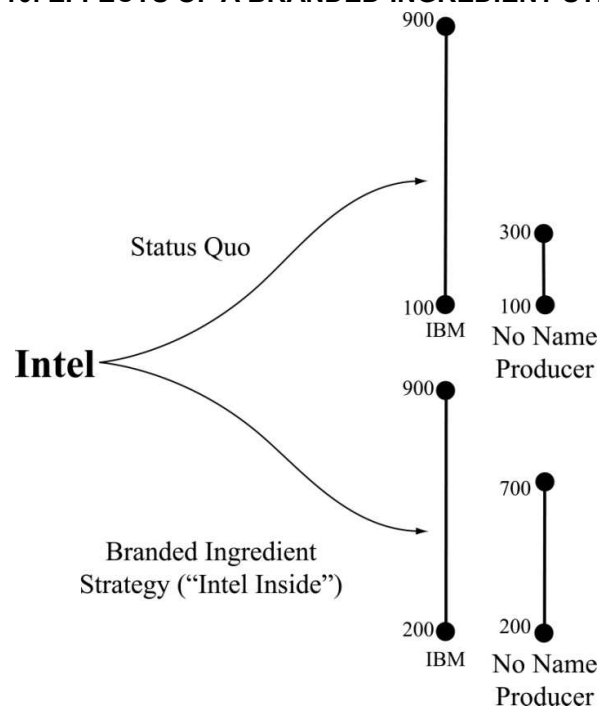 900
Status Quo
300
100
100
IBM
No Name
Producer
Intel
900
700
Branded Ingredient
Strategy (“Intel Inside”)
200
200
IBM
No Name
Producer